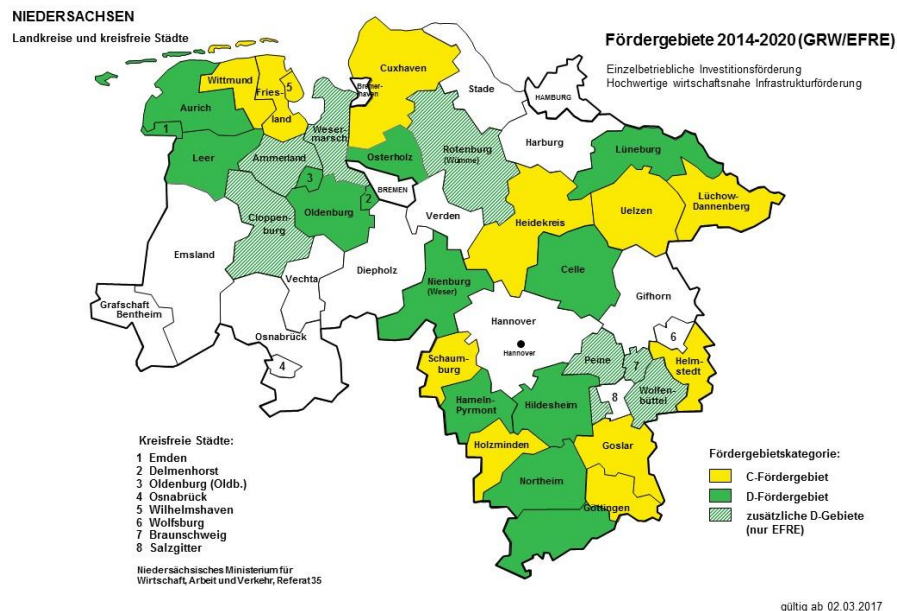 NIEDERSACHSEN
Landkreise und kreisfreie Städte
Fördergebiete 2014-2020 (GRW/EFRE)
Einzelbetriebliche Investitionsförderung
Hochwertige wirtschaftsnahe Infrastrukturförderung
Wittmund
Fries-
land
5
Aurich
1
Leer
Weser-
marsch
Ammerland
3
Cuxhaven
Bremer-
haven
Stade
HAMBURG
Harburg
Osterholz
Rotenburg
(Wümme)
Lüneburg
Lüchow-
Dannenberg
BREMEN
2
Oldenburg
Cloppen-
burg
Verden
Heidekreis
Uelzen
Emsland
Vechta
Diepholz
Nienburg
(Weser)
Celle
Gifhorn
Grafschaft
Bentheim
Osnabrück
4
Hannover
Hannover
6
Schaum-
burg
Peine
7
Helm-
stedt
Wolfen-
büttel
8
Hameln-
Pyrmont
Hildesheim
Holzminden
Goslar
Northeim
Göttingen
Kreisfreie Städte:
1 Emden
2 Delmenhorst
3 Oldenburg (Oldb.)
4 Osnabrück
5 Wilhelmshaven
6 Wolfsburg
7 Braunschweig
8 Salzgitter
Niedersächsisches Ministerium für
Wirtschaft, Arbeit und Verkehr, Referat 35
Fördergebietskategorie:
C-Fördergebiet
D-Fördergebiet
zusätzliche D-Gebiete
(nur EFRE)
gültig ab 02.03.2017